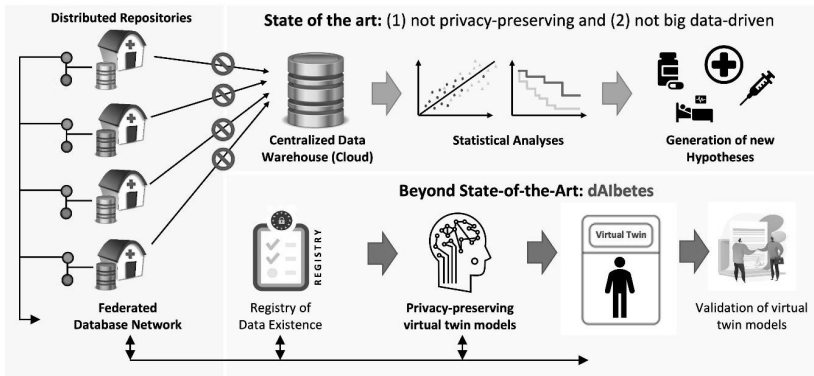 Distributed Repositories
State of the art: (1) not privacy-preserving and (2) not big data-driven
Centralized Data
Warehouse (Cloud)
Statistical Analyses
Generation of new
Hypotheses
Beyond State-of-the-Art: dAIbetes
REGISTRY
Virtual Twin
Federated
Database Network
Registry of
Data Existence
Privacy-preserving
virtual twin models
Validation of virtual
twin models